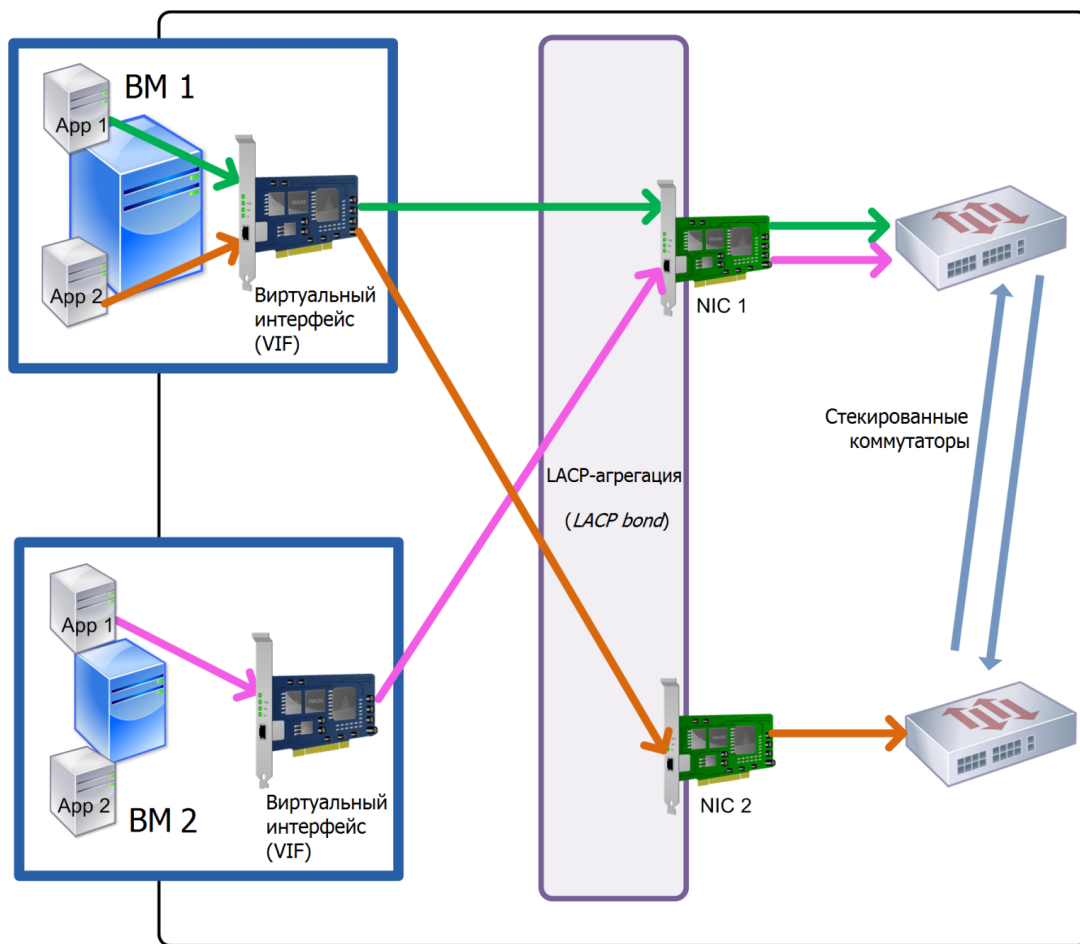 ВМ 1
App 1
App 2
Виртуальный
интерфейс
(VIF)
NIC 1
Стекированные
коммутаторы
LACP-агрегация
(LACP bond)
App 1
App 2
ВМ 2
Виртуальный
интерфейс
(VIF)
NIC 2